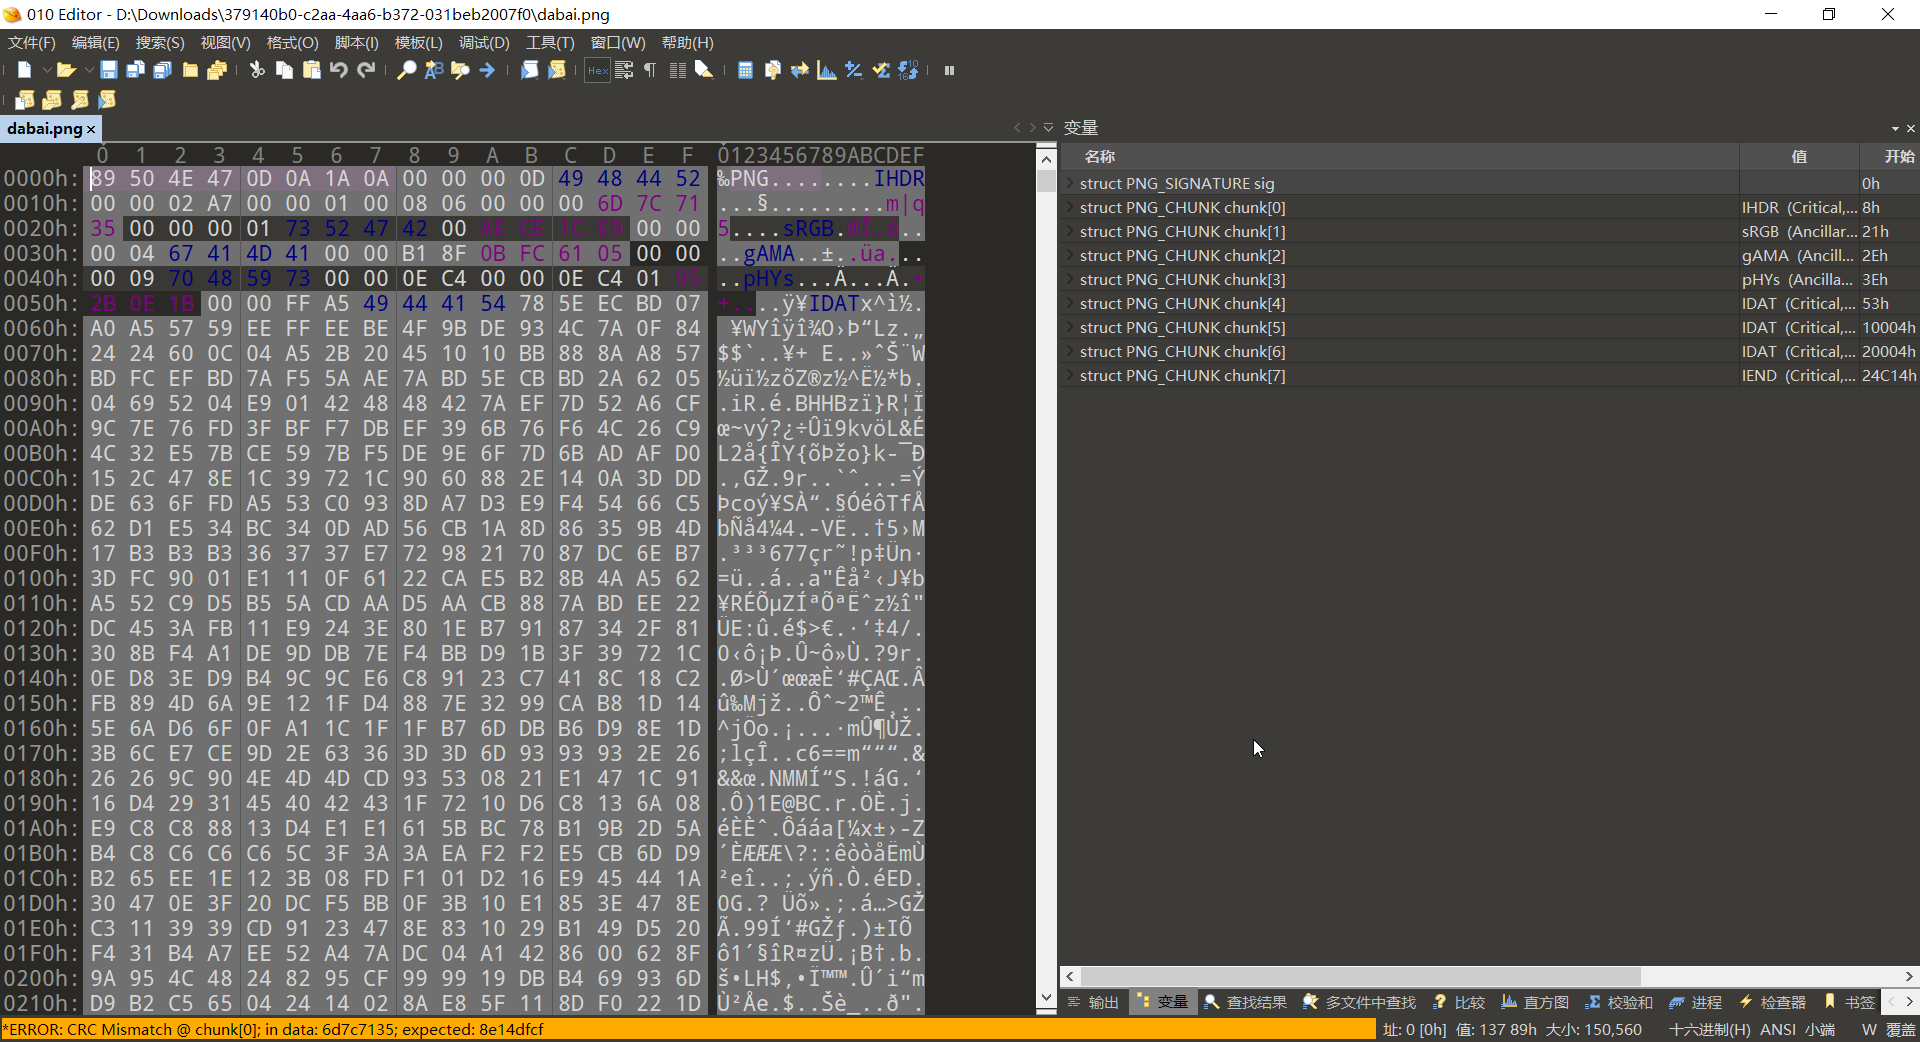 010 Editor - D:\Downloads\379140b0-c2aa-4aa6-b372-031beb2007f0\dabai.png
文件(F) 编辑(E) 搜索(S) 视图(V) 格式(O) 脚本(I) 模板(L) 调试(D) 工具(T) 窗口(W) 帮助(H)
Hex
dabai.png
变量
0 1 2 3 4 5 6 7 8 9 A B C D E F 0123456789ABCDEF
名称 值 开始
0000h: 89 50 4E 47 0D 0A 1A 0A 00 00 00 0D 49 48 44 52 ‰PNG........IHDR
struct PNG_SIGNATURE sig 0h
0010h: 00 00 02 A7 00 00 01 00 08 06 00 00 00 6D 7C 71 ...§.........m|q
struct PNG_CHUNK chunk[0] IHDR (Critical,... 8h
0020h: 35 00 00 00 01 73 52 47 42 00 AE CE 1C E9 00 00 5....sRGB.®Î.é..
struct PNG_CHUNK chunk[1] sRGB (Ancillar... 21h
0030h: 00 04 67 41 4D 41 00 00 B1 8F 0B FC 61 05 00 00 ..gAMA..±..üa...
struct PNG_CHUNK chunk[2] gAMA (Ancill... 2Eh
0040h: 00 09 70 48 59 73 00 00 0E C4 00 00 0E C4 01 95 ..pHYs...Ä...Ä.•
struct PNG_CHUNK chunk[3] pHYs (Ancilla... 3Eh
0050h: 2B 0E 1B 00 00 FF A5 49 44 41 54 78 5E EC BD 07 +....ÿ¥IDATx^ì½.
struct PNG_CHUNK chunk[4] IDAT (Critical,... 53h
0060h: A0 A5 57 59 EE FF EE BE 4F 9B DE 93 4C 7A 0F 84 ¥WYîÿî¾O›Þ“Lz.„
struct PNG_CHUNK chunk[5] IDAT (Critical,... 10004h
0070h: 24 24 60 0C 04 A5 2B 20 45 10 10 BB 88 8A A8 57 $$`..¥+ E..»ˆŠ¨W
struct PNG_CHUNK chunk[6] IDAT (Critical,... 20004h
0080h: BD FC EF BD 7A F5 5A AE 7A BD 5E CB BD 2A 62 05 ½üï½zõZ®z½^Ë½*b.
struct PNG_CHUNK chunk[7] IEND (Critical,... 24C14h
0090h: 04 69 52 04 E9 01 42 48 48 42 7A EF 7D 52 A6 CF .iR.é.BHHBzï}R¦Ï
00A0h: 9C 7E 76 FD 3F BF F7 DB EF 39 6B 76 F6 4C 26 C9 œ~vý?¿÷Ûï9kvöL&É
00B0h: 4C 32 E5 7B CE 59 7B F5 DE 9E 6F 7D 6B AD AF D0 L2å{ÎY{õÞžo}k-¯Ð
00C0h: 15 2C 47 8E 1C 39 72 1C 90 60 88 2E 14 0A 3D DD .,GŽ.9r..`ˆ...=Ý
00D0h: DE 63 6F FD A5 53 C0 93 8D A7 D3 E9 F4 54 66 C5 Þcoý¥SÀ“.§ÓéôTfÅ
00E0h: 62 D1 E5 34 BC 34 0D AD 56 CB 1A 8D 86 35 9B 4D bÑå4¼4.-VË..†5›M
00F0h: 17 B3 B3 B3 36 37 37 E7 72 98 21 70 87 DC 6E B7 .³³³677çr˜!p‡Ün·
0100h: 3D FC 90 01 E1 11 0F 61 22 CA E5 B2 8B 4A A5 62 =ü..á..a"Êå²‹J¥b
0110h: A5 52 C9 D5 B5 5A CD AA D5 AA CB 88 7A BD EE 22 ¥RÉÕµZÍªÕªËˆz½î"
0120h: DC 45 3A FB 11 E9 24 3E 80 1E B7 91 87 34 2F 81 ÜE:û.é$>€.·‘‡4/.
0130h: 30 8B F4 A1 DE 9D DB 7E F4 BB D9 1B 3F 39 72 1C 0‹ô¡Þ.Û~ô»Ù.?9r.
0140h: 0E D8 3E D9 B4 9C 9C E6 C8 91 23 C7 41 8C 18 C2 .Ø>Ù´œœæÈ‘#ÇAŒ.Â
0150h: FB 89 4D 6A 9E 12 1F D4 88 7E 32 99 CA B8 1D 14 û‰Mjž..Ôˆ~2™Ê¸..
0160h: 5E 6A D6 6F 0F A1 1C 1F 1F B7 6D DB B6 D9 8E 1D ^jÖo.¡...·mÛ¶ÙŽ.
0170h: 3B 6C E7 CE 9D 2E 63 36 3D 3D 6D 93 93 93 2E 26 ;lçÎ..c6==m“““.&
0180h: 26 26 9C 90 4E 4D 4D CD 93 53 08 21 E1 47 1C 91 &&œ.NMMÍ“S.!áG.‘
0190h: 16 D4 29 31 45 40 42 43 1F 72 10 D6 C8 13 6A 08 .Ô)1E@BC.r.ÖÈ.j.
01A0h: E9 C8 C8 88 13 D4 E1 E1 61 5B BC 78 B1 9B 2D 5A éÈÈˆ.Ôááa[¼x±›-Z
01B0h: B4 C8 C6 C6 C6 5C 3F 3A 3A EA F2 F2 E5 CB 6D D9 ´ÈÆÆÆ\?::êòòåËmÙ
01C0h: B2 65 EE 1E 12 3B 08 FD F1 01 D2 16 E9 45 44 1A ²eî..;.ýñ.Ò.éED.
01D0h: 30 47 0E 3F 20 DC F5 BB 0F 3B 10 E1 85 3E 47 8E 0G.? Üõ».;.á…>GŽ
01E0h: C3 11 39 39 CD 91 23 47 8E 83 10 29 B1 49 D5 20 Ã.99Í‘#GŽƒ.)±IÕ
01F0h: F4 31 B4 A7 EE 52 A4 7A DC 04 A1 42 86 00 62 8F ô1´§îR¤zÜ.¡B†.b.
0200h: 9A 95 4C 48 24 82 95 CF 99 99 19 DB B4 69 93 6D š•LH$‚•Ï™™.Û´i“m
0210h: D9 B2 C5 65 04 24 14 02 8A E8 5F 11 8D F0 22 1D Ù²Åe.$..Šè_..ð".
输出 变量 查找结果 多文件中查找 比较 直方图 校验和 进程 检查器 书签
*ERROR: CRC Mismatch @ chunk[0]; in data: 6d7c7135; expected: 8e14dfcf
址: 0 [0h] 值: 137 89h 大小: 150,560 十六进制(H) ANSI 小端 W 覆盖